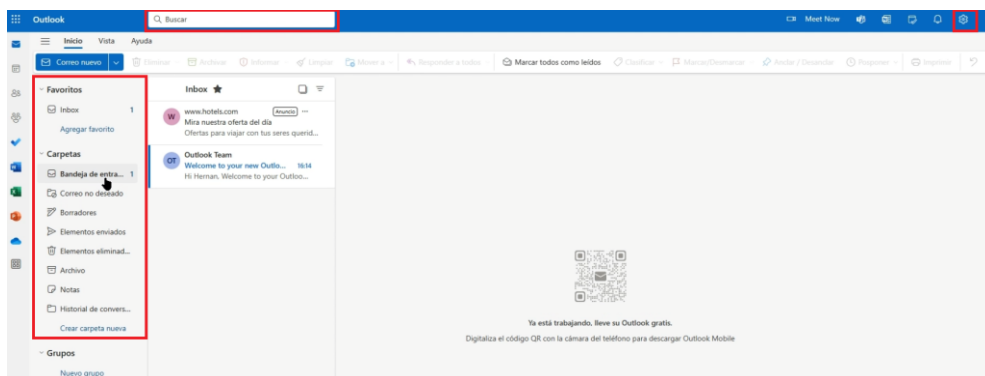 Outlook
Buscar
Meet Now
Inicio Vista Ayuda
Correo nuevo
Eliminar
Archivar
Informar
Limpiar
Mover a
Responder a todos
Marcar todos como leídos
Clasificar
Marcar/Desmarcar
Anclar / Desanclar
Posponer
Imprimir
Favoritos
Inbox 1
Agregar favorito
Carpetas
Bandeja de entra... 1
Correo no deseado
Borradores
Elementos enviados
Elementos eliminad...
Archivo
Notas
Historial de convers...
Crear carpeta nueva
Grupos
Nuevo grupo
Inbox
W
www.hotels.com Anuncio
Mira nuestra oferta del día
Ofertas para viajar con tus seres querid...
OT
Outlook Team
Welcome to your new Outlo... 16:14
Hi Hernan, Welcome to your Outloo...
Ya está trabajando, lleve su Outlook gratis.
Digitaliza el código QR con la cámara del teléfono para descargar Outlook Mobile